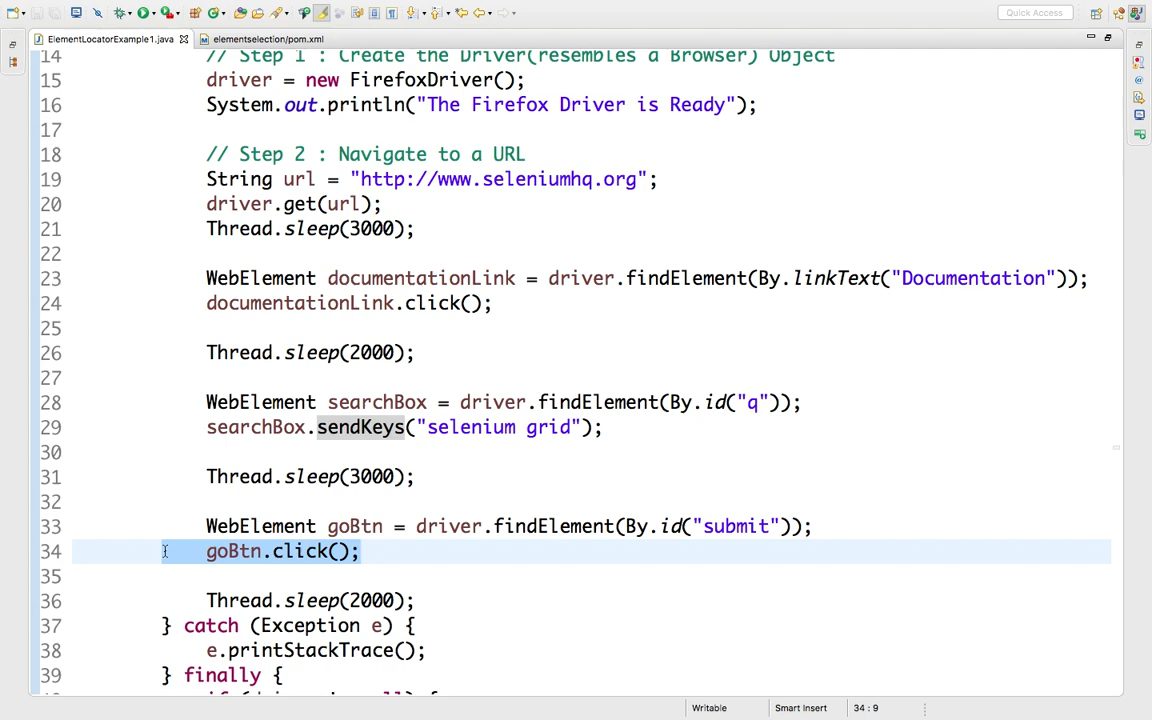 Quick Access
ElementLocatorExample1.java
elementselection/pom.xml
14 // Step 1 : Create the Driver(resembles a Browser) Object
15 driver = new FirefoxDriver();
16 System.out.println("The Firefox Driver is Ready");
17
18 // Step 2 : Navigate to a URL
19 String url = "http://www.seleniumhq.org";
20 driver.get(url);
21 Thread.sleep(3000);
22
23 WebElement documentationLink = driver.findElement(By.linkText("Documentation"));
24 documentationLink.click();
25
26 Thread.sleep(2000);
27
28 WebElement searchBox = driver.findElement(By.id("q"));
29 searchBox.sendKeys("selenium grid");
30
31 Thread.sleep(3000);
32
33 WebElement goBtn = driver.findElement(By.id("submit"));
34 goBtn.click();
35
36 Thread.sleep(2000);
37 } catch (Exception e) {
38 e.printStackTrace();
39 } finally {
Writable
Smart Insert
34 : 9